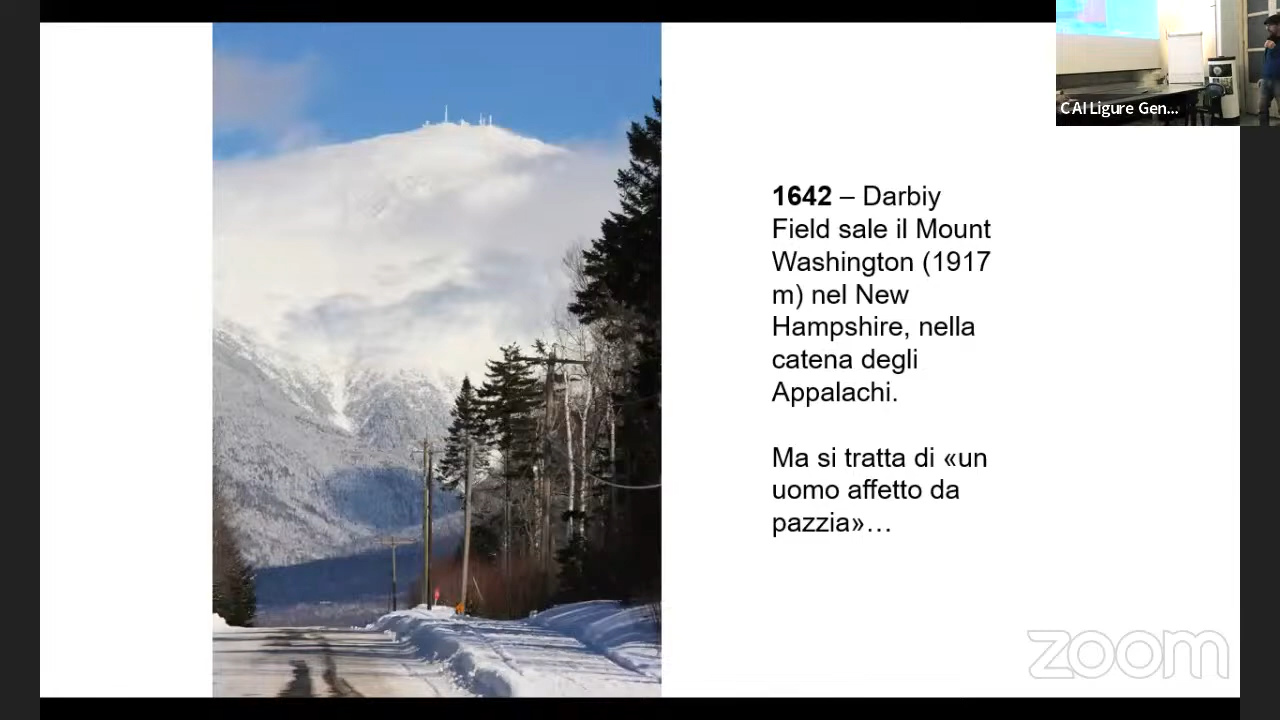 CAI Ligure Gen...
1642 – Darbiy
Field sale il Mount
Washington (1917
m) nel New
Hampshire, nella
catena degli
Appalachi.
Ma si tratta di «un
uomo affetto da
pazzia»…
zoom